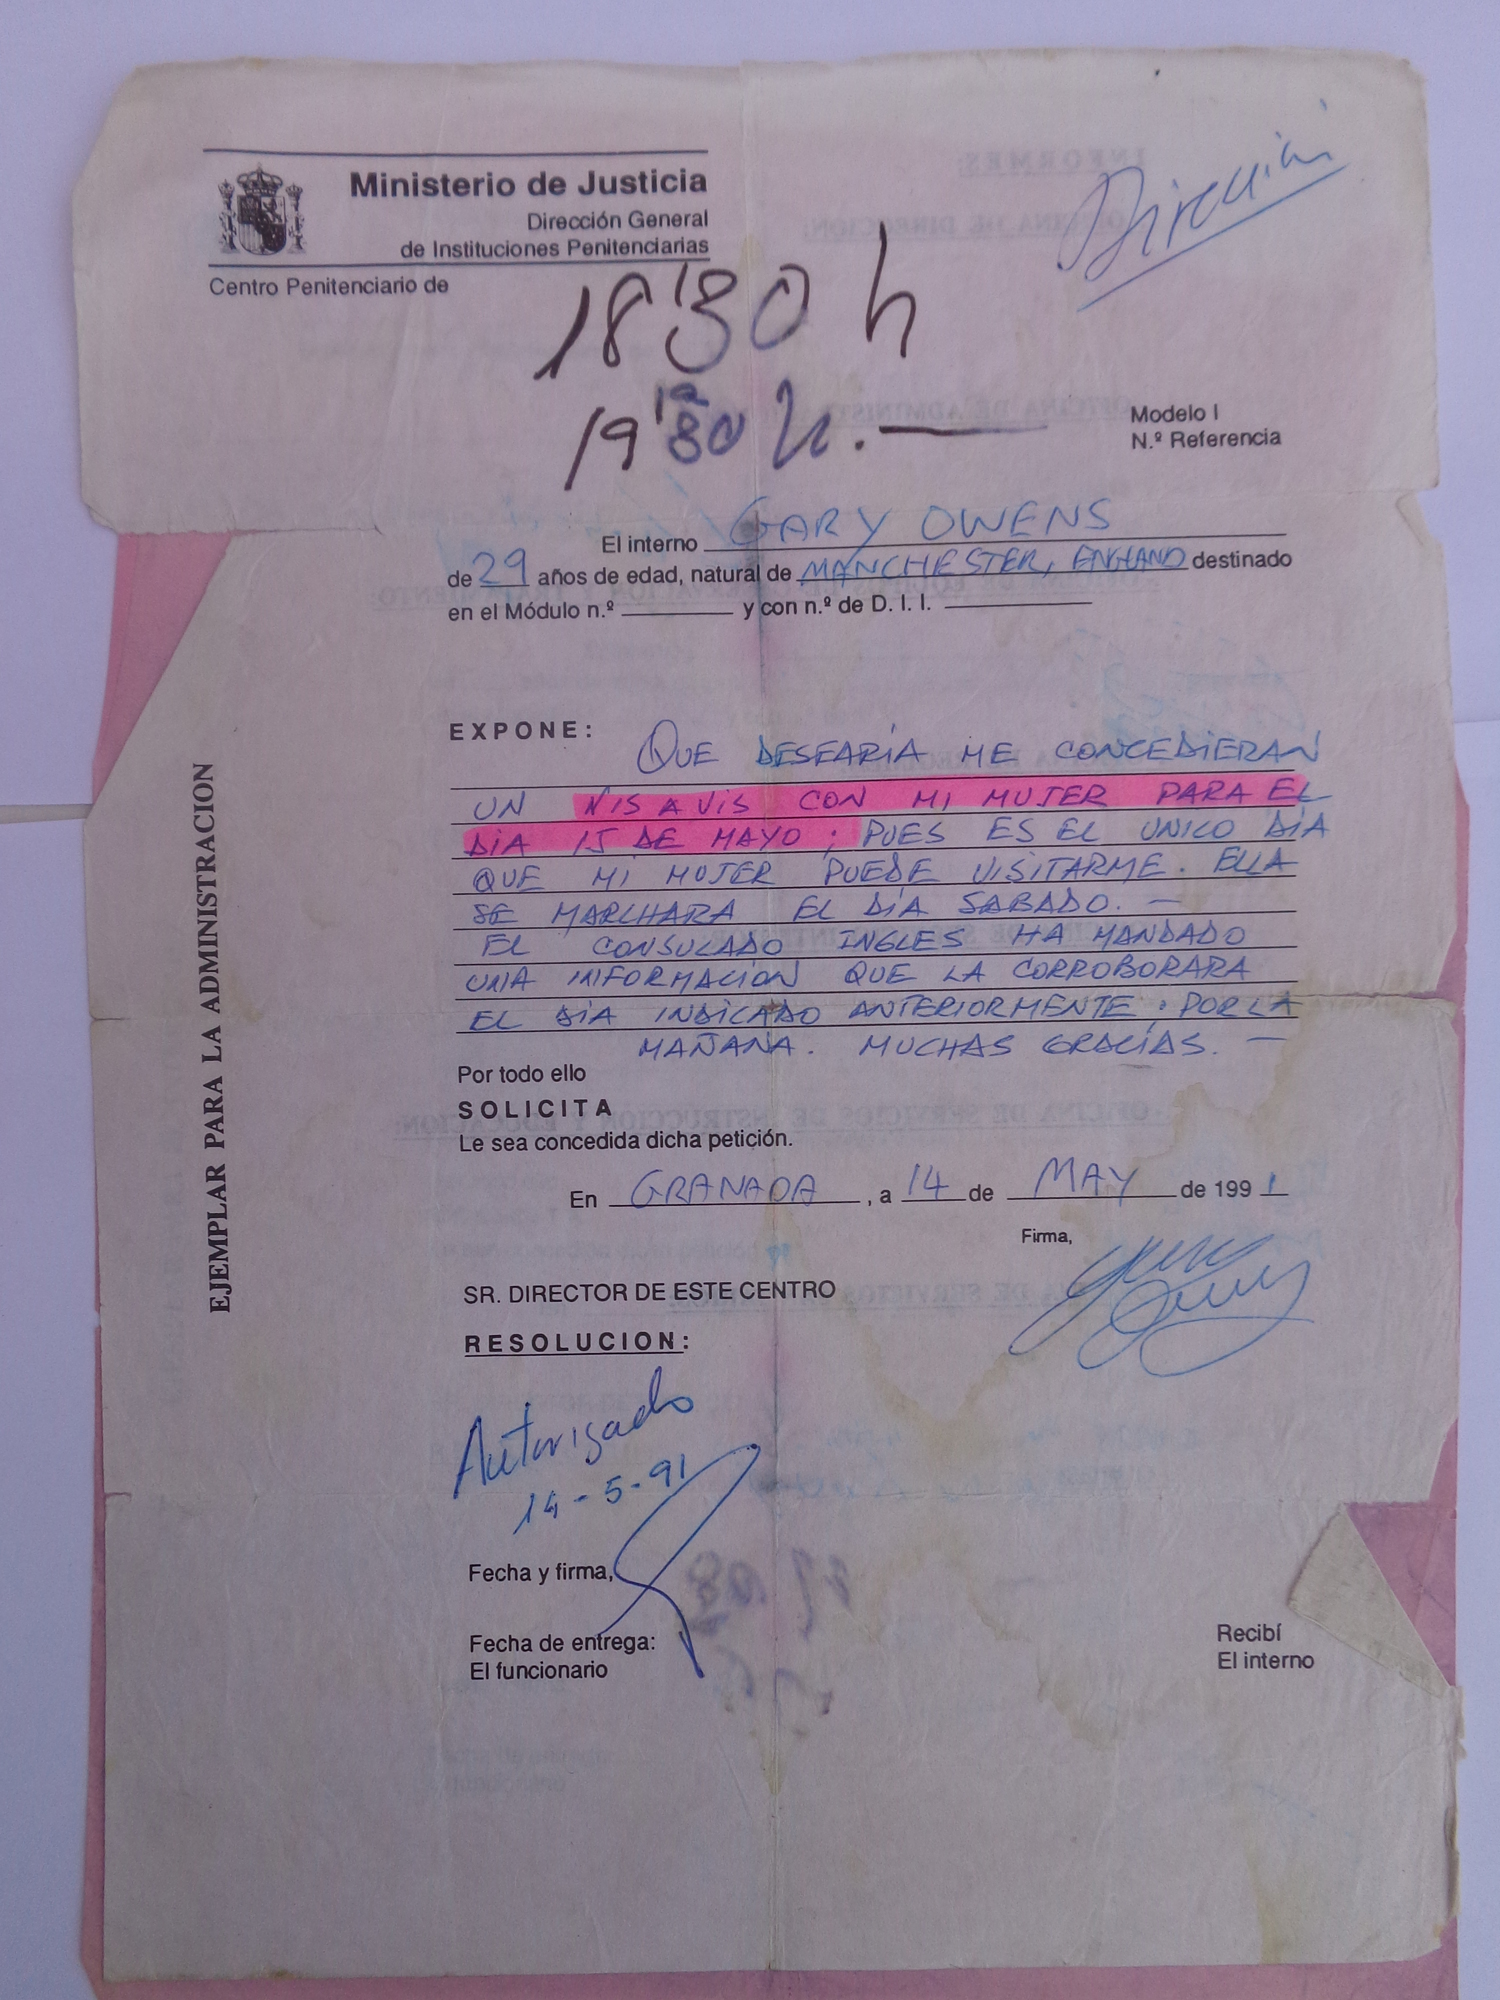 Ministerio de Justicia
Dirección General
de Instituciones Penitenciarias
Centro Penitenciario de
Dirección
18'30 h
19'30 h.
Modelo I
N.º Referencia
El interno GARY OWENS
de 29 años de edad, natural de MANCHESTER, ENGLAND destinado
en el Módulo n.º y con n.º de D. I. I.
EXPONE:
QUE DESEARÍA ME CONCEDIERAN
UN VIS A VIS CON MI MUJER PARA EL
DÍA 15 DE MAYO; PUES ES EL UNICO DÍA
QUE MI MUJER PUEDE VISITARME. ELLA
SE MARCHARA EL DÍA SABADO. —
EL CONSULADO INGLES HA MANDADO
UNA INFORMACION QUE LA CORROBORARA
EL DIA INDICADO ANTERIORMENTE; POR LA
MAÑANA. MUCHAS GRACIAS. —
Por todo ello
SOLICITA
Le sea concedida dicha petición.
En GRANADA, a 14 de MAY de 1991
Firma,
SR. DIRECTOR DE ESTE CENTRO
RESOLUCION:
Autorizado
14-5-91
Fecha y firma,
Fecha de entrega:
El funcionario
Recibí
El interno
EJEMPLAR PARA LA ADMINISTRACION